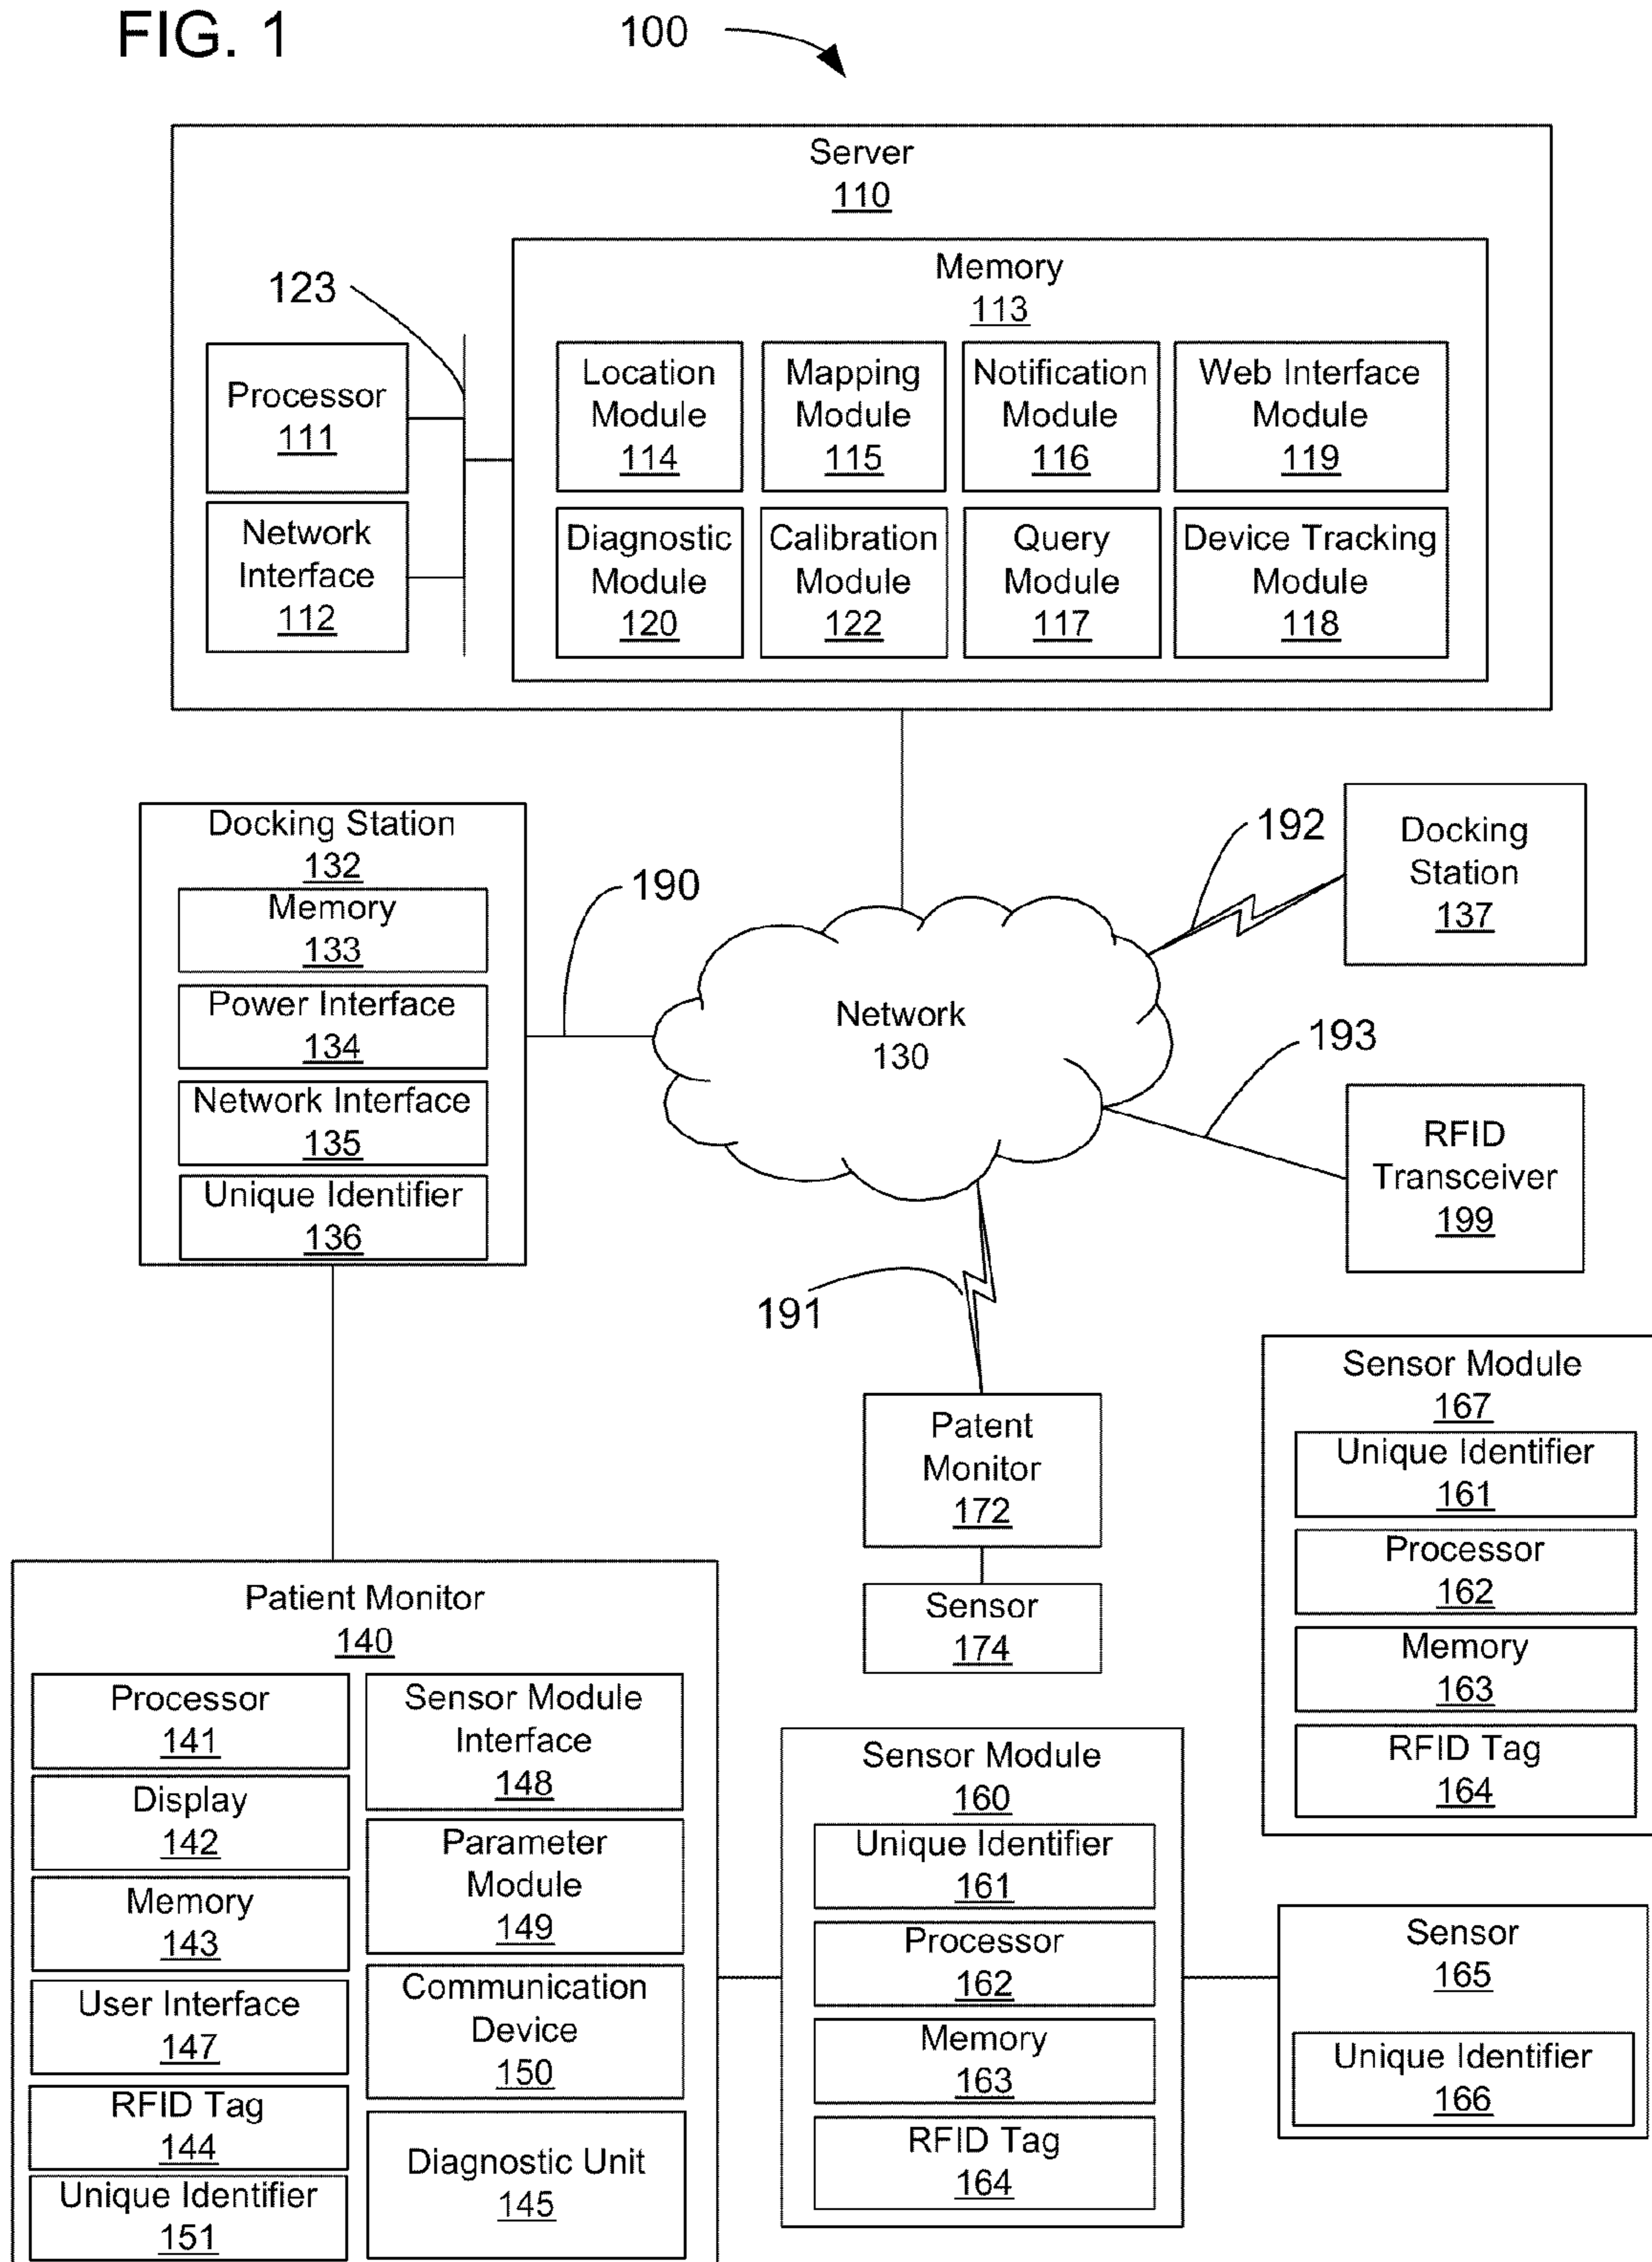 FIG. 1
100
Server
110
123
Memory
113
Processor
111
Network
Interface
112
Location
Module
114
Mapping
Module
115
Notification
Module
116
Web Interface
Module
119
Diagnostic
Module
120
Calibration
Module
122
Query
Module
117
Device Tracking
Module
118
Docking Station
132
Memory
133
Power Interface
134
Network Interface
135
Unique Identifier
136
190
Network
130
192
Docking
Station
137
193
RFID
Transceiver
199
191
Patent
Monitor
172
Sensor
174
Sensor Module
167
Unique Identifier
161
Processor
162
Memory
163
RFID Tag
164
Patient Monitor
140
Processor
141
Display
142
Memory
143
User Interface
147
RFID Tag
144
Unique Identifier
151
Sensor Module
Interface
148
Parameter
Module
149
Communication
Device
150
Diagnostic Unit
145
Sensor Module
160
Unique Identifier
161
Processor
162
Memory
163
RFID Tag
164
Sensor
165
Unique Identifier
166